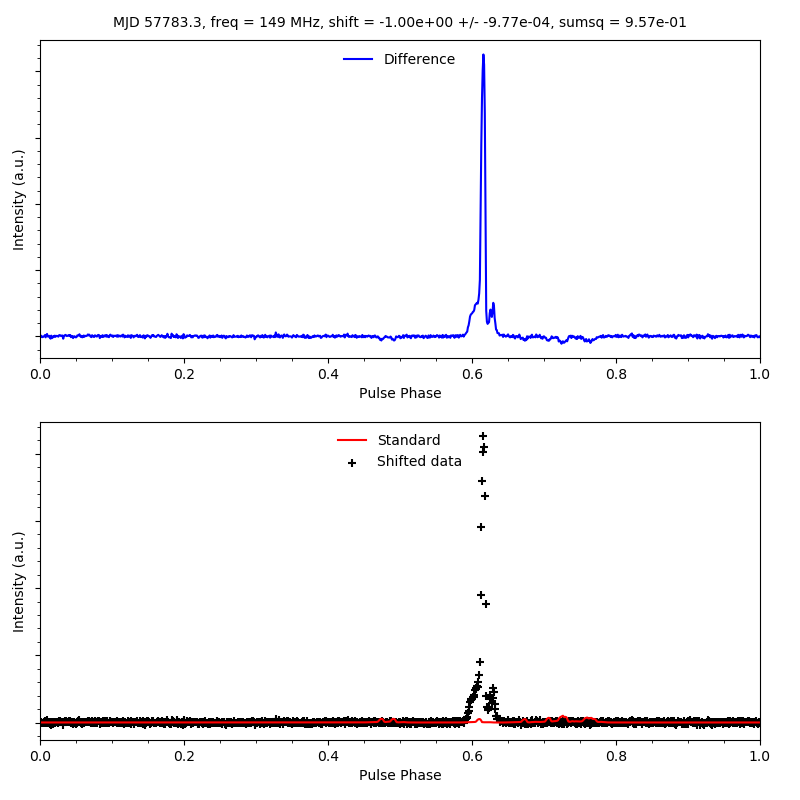 MJD 57783.3, freq = 149 MHz, shift = -1.00e+00 +/- -9.77e-04, sumsq = 9.57e-01
Difference
Intensity (a.u.)
0.0 0.2 0.4 0.6 0.8 1.0
Pulse Phase
Standard
Shifted data
Intensity (a.u.)
0.0 0.2 0.4 0.6 0.8 1.0
Pulse Phase